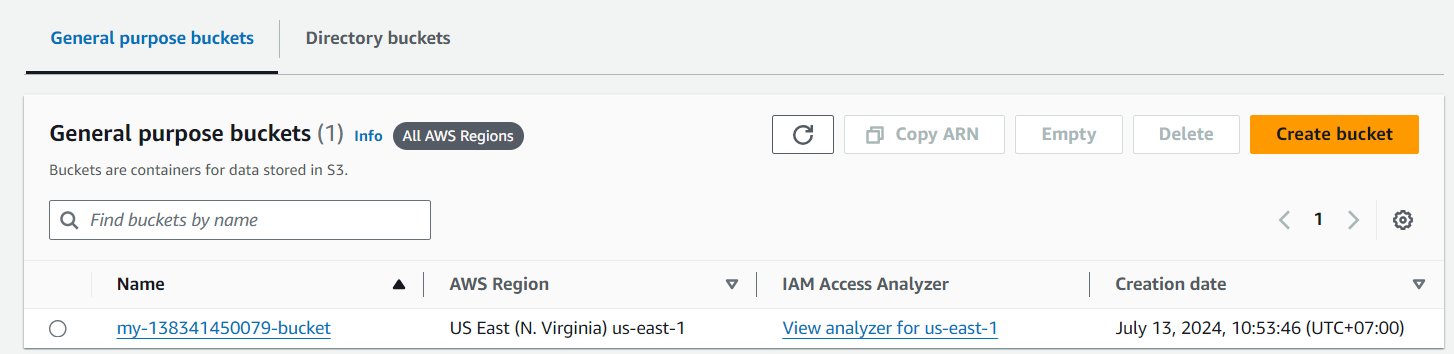 General purpose buckets Directory buckets
General purpose buckets (1) Info All AWS Regions Copy ARN Empty Delete Create bucket
Buckets are containers for data stored in S3.
Find buckets by name 1
Name AWS Region IAM Access Analyzer Creation date
my-138341450079-bucket US East (N. Virginia) us-east-1 View analyzer for us-east-1 July 13, 2024, 10:53:46 (UTC+07:00)